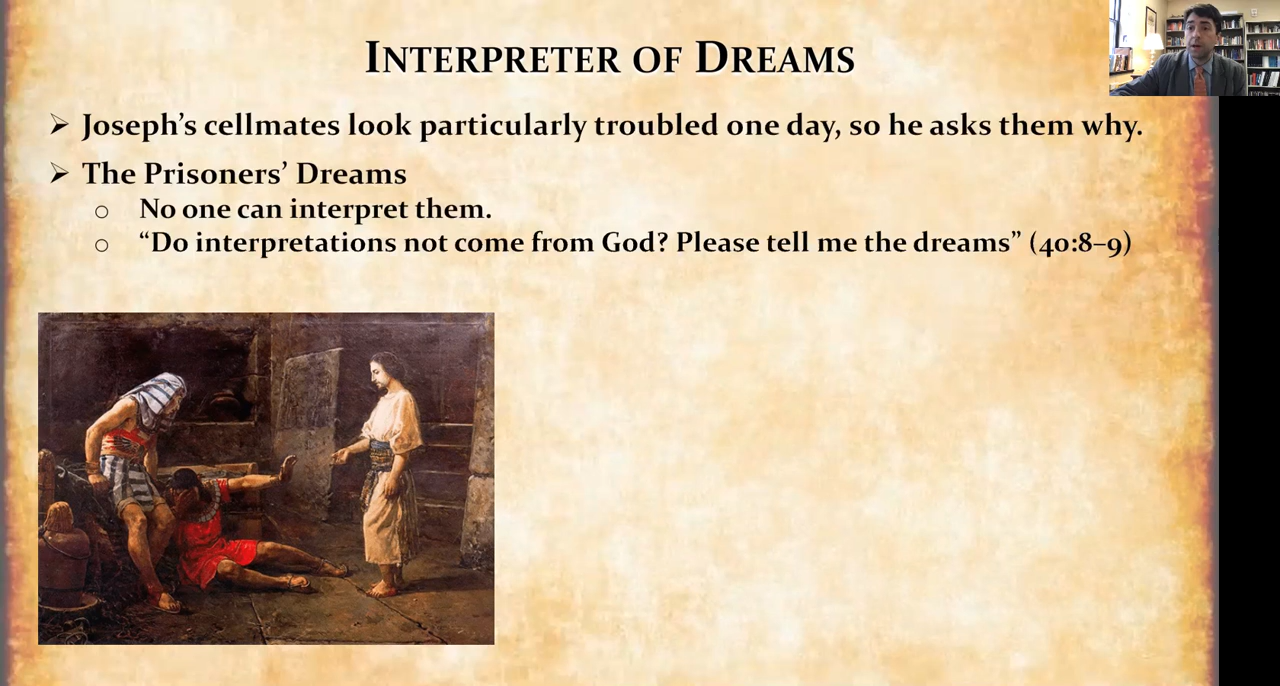 Interpreter of Dreams
➢ Joseph’s cellmates look particularly troubled one day, so he asks them why.
➢ The Prisoners’ Dreams
○ No one can interpret them.
○ “Do interpretations not come from God? Please tell me the dreams” (40:8–9)